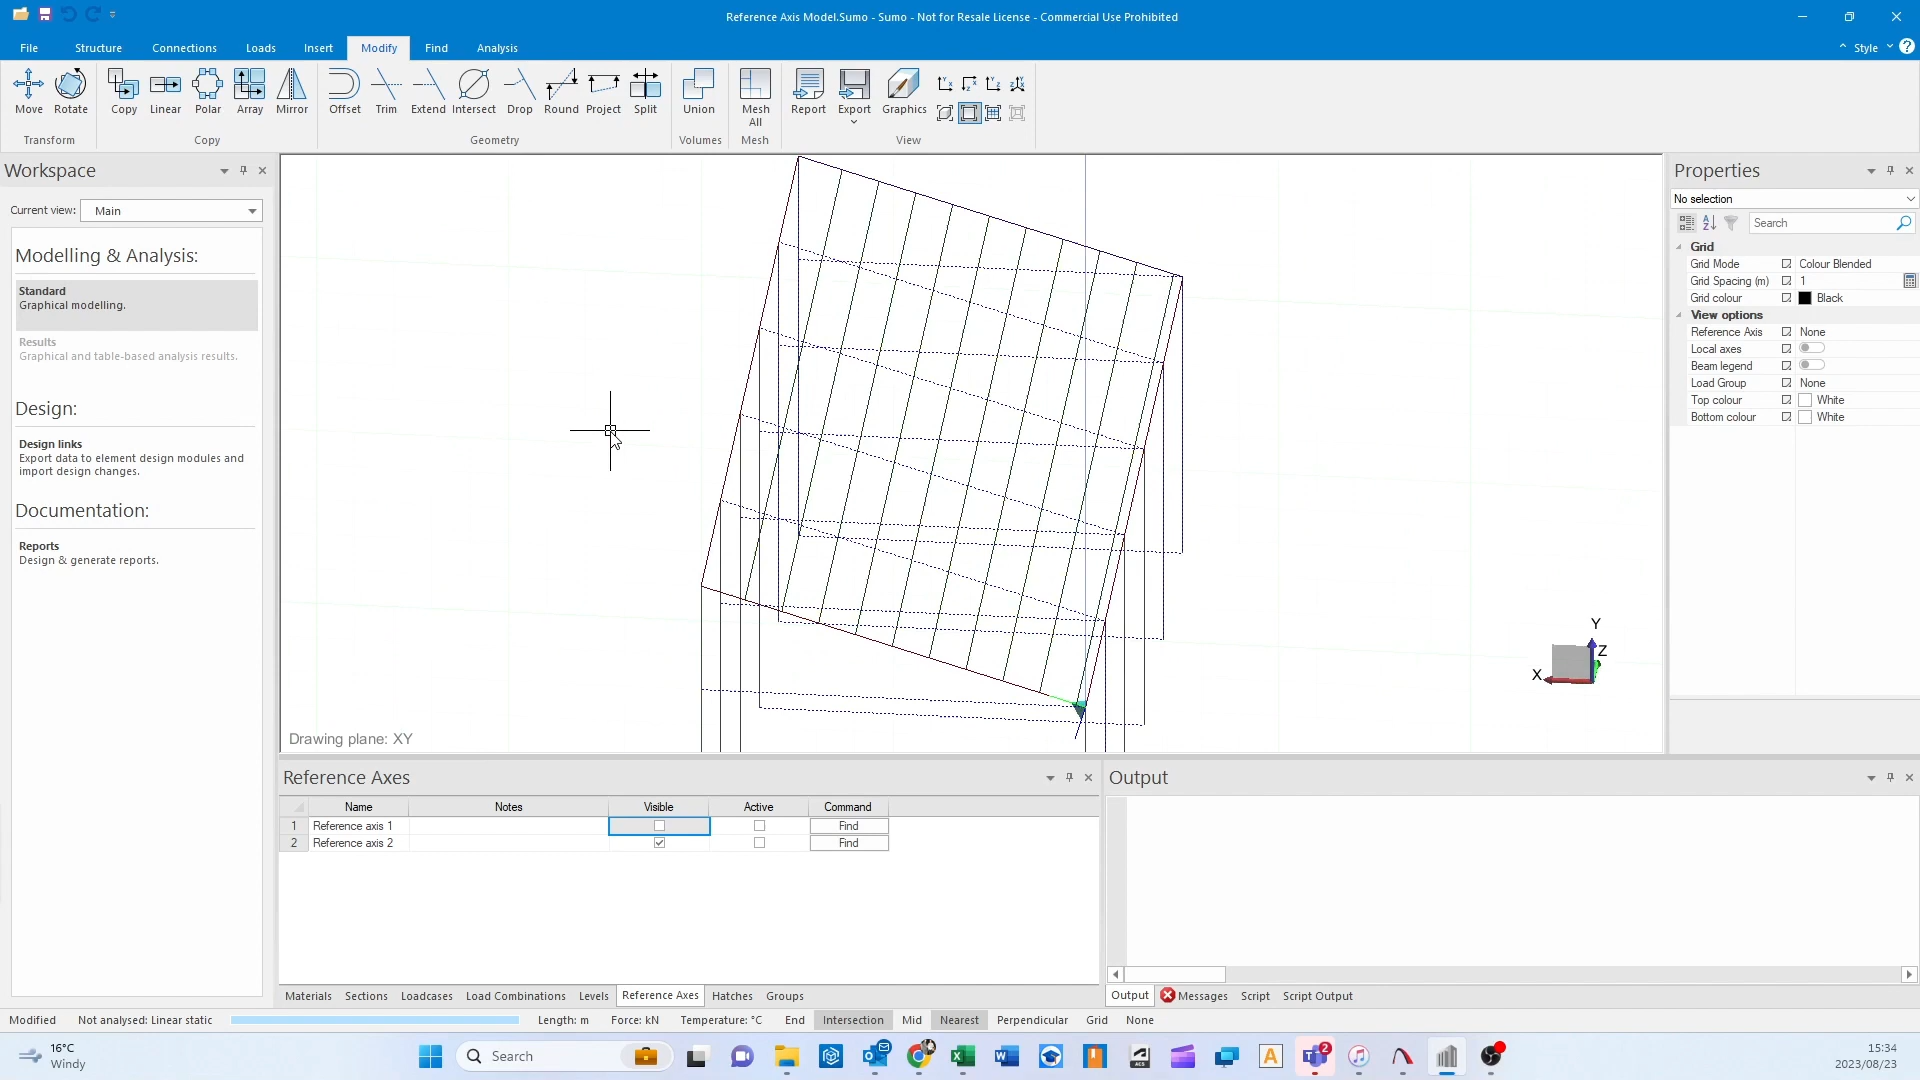 Reference Axis Model.Sumo - Sumo - Not for Resale License - Commercial Use Prohibited
File Structure Connections Loads Insert Modify Find Analysis Style
Move Rotate Copy Linear Polar Array Mirror Offset Trim Extend Intersect Drop Round Project Split Union Mesh All Report Export Graphics
Transform Copy Geometry Volumes Mesh View
Workspace
Current view: Main
Modelling & Analysis:
Standard
Graphical modelling.
Results
Graphical and table-based analysis results.
Design:
Design links
Export data to element design modules and
import design changes.
Documentation:
Reports
Design & generate reports.
Drawing plane: XY
Y
Z
X
Properties
No selection
Search
Grid
Grid Mode Colour Blended
Grid Spacing (m) 1
Grid colour Black
View options
Reference Axis None
Local axes
Beam legend
Load Group None
Top colour White
Bottom colour White
Reference Axes
Name Notes Visible Active Command
1 Reference axis 1 Find
2 Reference axis 2 Find
Materials Sections Loadcases Load Combinations Levels Reference Axes Hatches Groups
Output
Output Messages Script Script Output
Modified Not analysed: Linear static Length: m Force: kN Temperature: °C End Intersection Mid Nearest Perpendicular Grid None
16°C
Windy
Search
2
15:34
2023/08/23